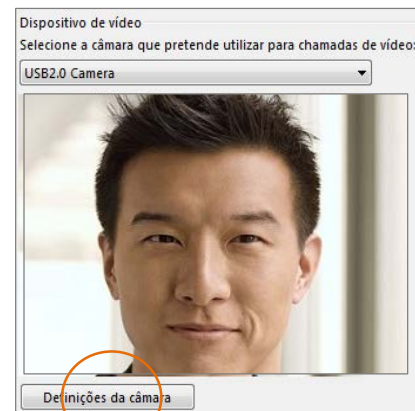 Dispositivo de vídeo
Selecione a câmara que pretende utilizar para chamadas de vídeo:
USB2.0 Camera
Definições da câmara